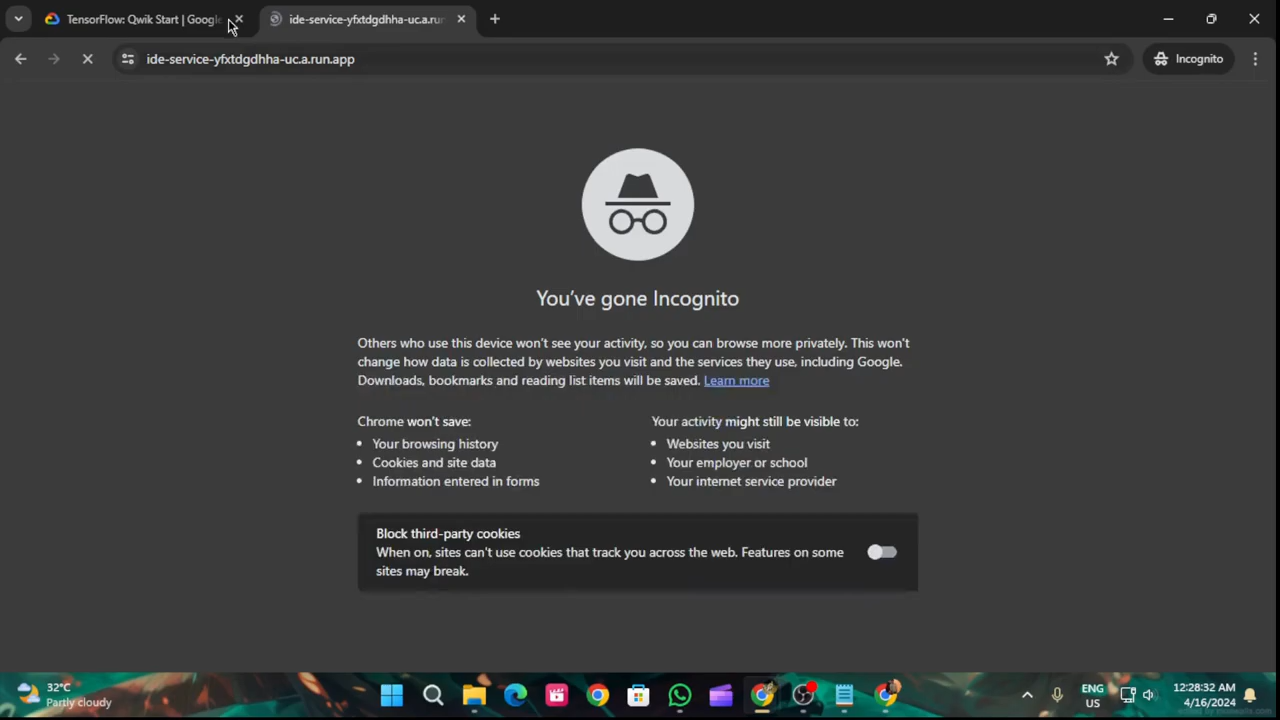 TensorFlow: Qwik Start | Google
ide-service-yfxtdgdhha-uc.a.run
ide-service-yfxtdgdhha-uc.a.run.app
Incognito
You've gone Incognito
Others who use this device won't see your activity, so you can browse more privately. This won't
change how data is collected by websites you visit and the services they use, including Google.
Downloads, bookmarks and reading list items will be saved. Learn more
Chrome won't save:
Your browsing history
Cookies and site data
Information entered in forms
Your activity might still be visible to:
Websites you visit
Your employer or school
Your internet service provider
Block third-party cookies
When on, sites can't use cookies that track you across the web. Features on some
sites may break.
32°C
Partly cloudy
ENG
US
12:28:32 AM
4/16/2024